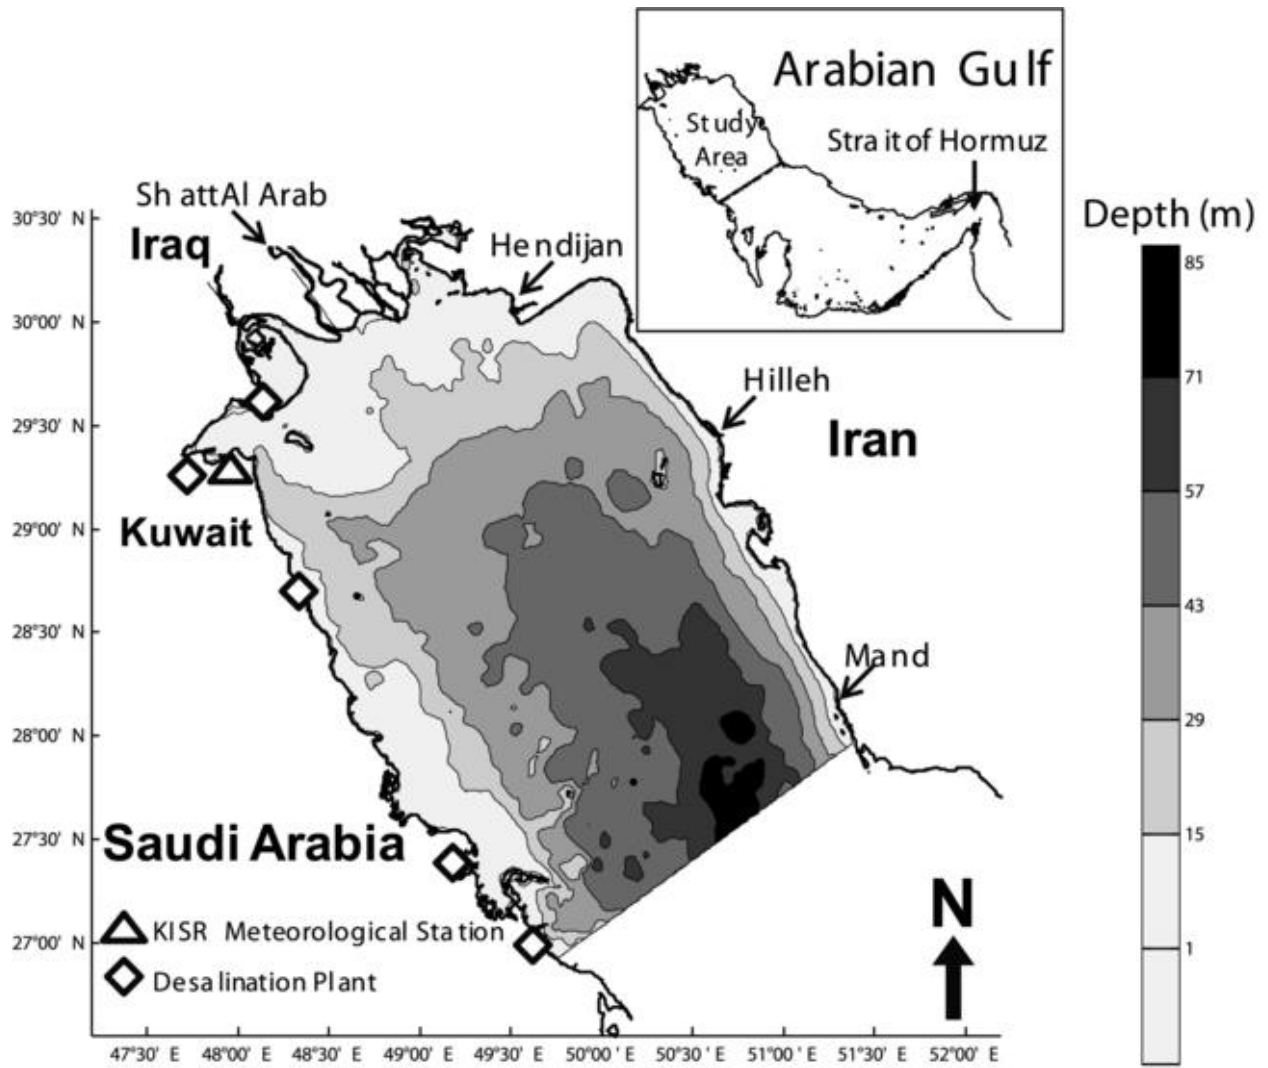 Arabian Gulf
Study
Area
Strait of Hormuz
Shatt Al Arab
Iraq
Hendijan
Depth (m)
30°30' N
30°00' N
29°30' N
29°00' N
28°30' N
28°00' N
27°30' N
27°00' N
Hilleh
Iran
Kuwait
Mand
Saudi Arabia
KISR Meteorological Station
Desalination Plant
N
85
71
57
43
29
15
1
47°30' E
48°00' E
48°30' E
49°00' E
49°30' E
50°00' E
50°30' E
51°00' E
51°30' E
52°00' E